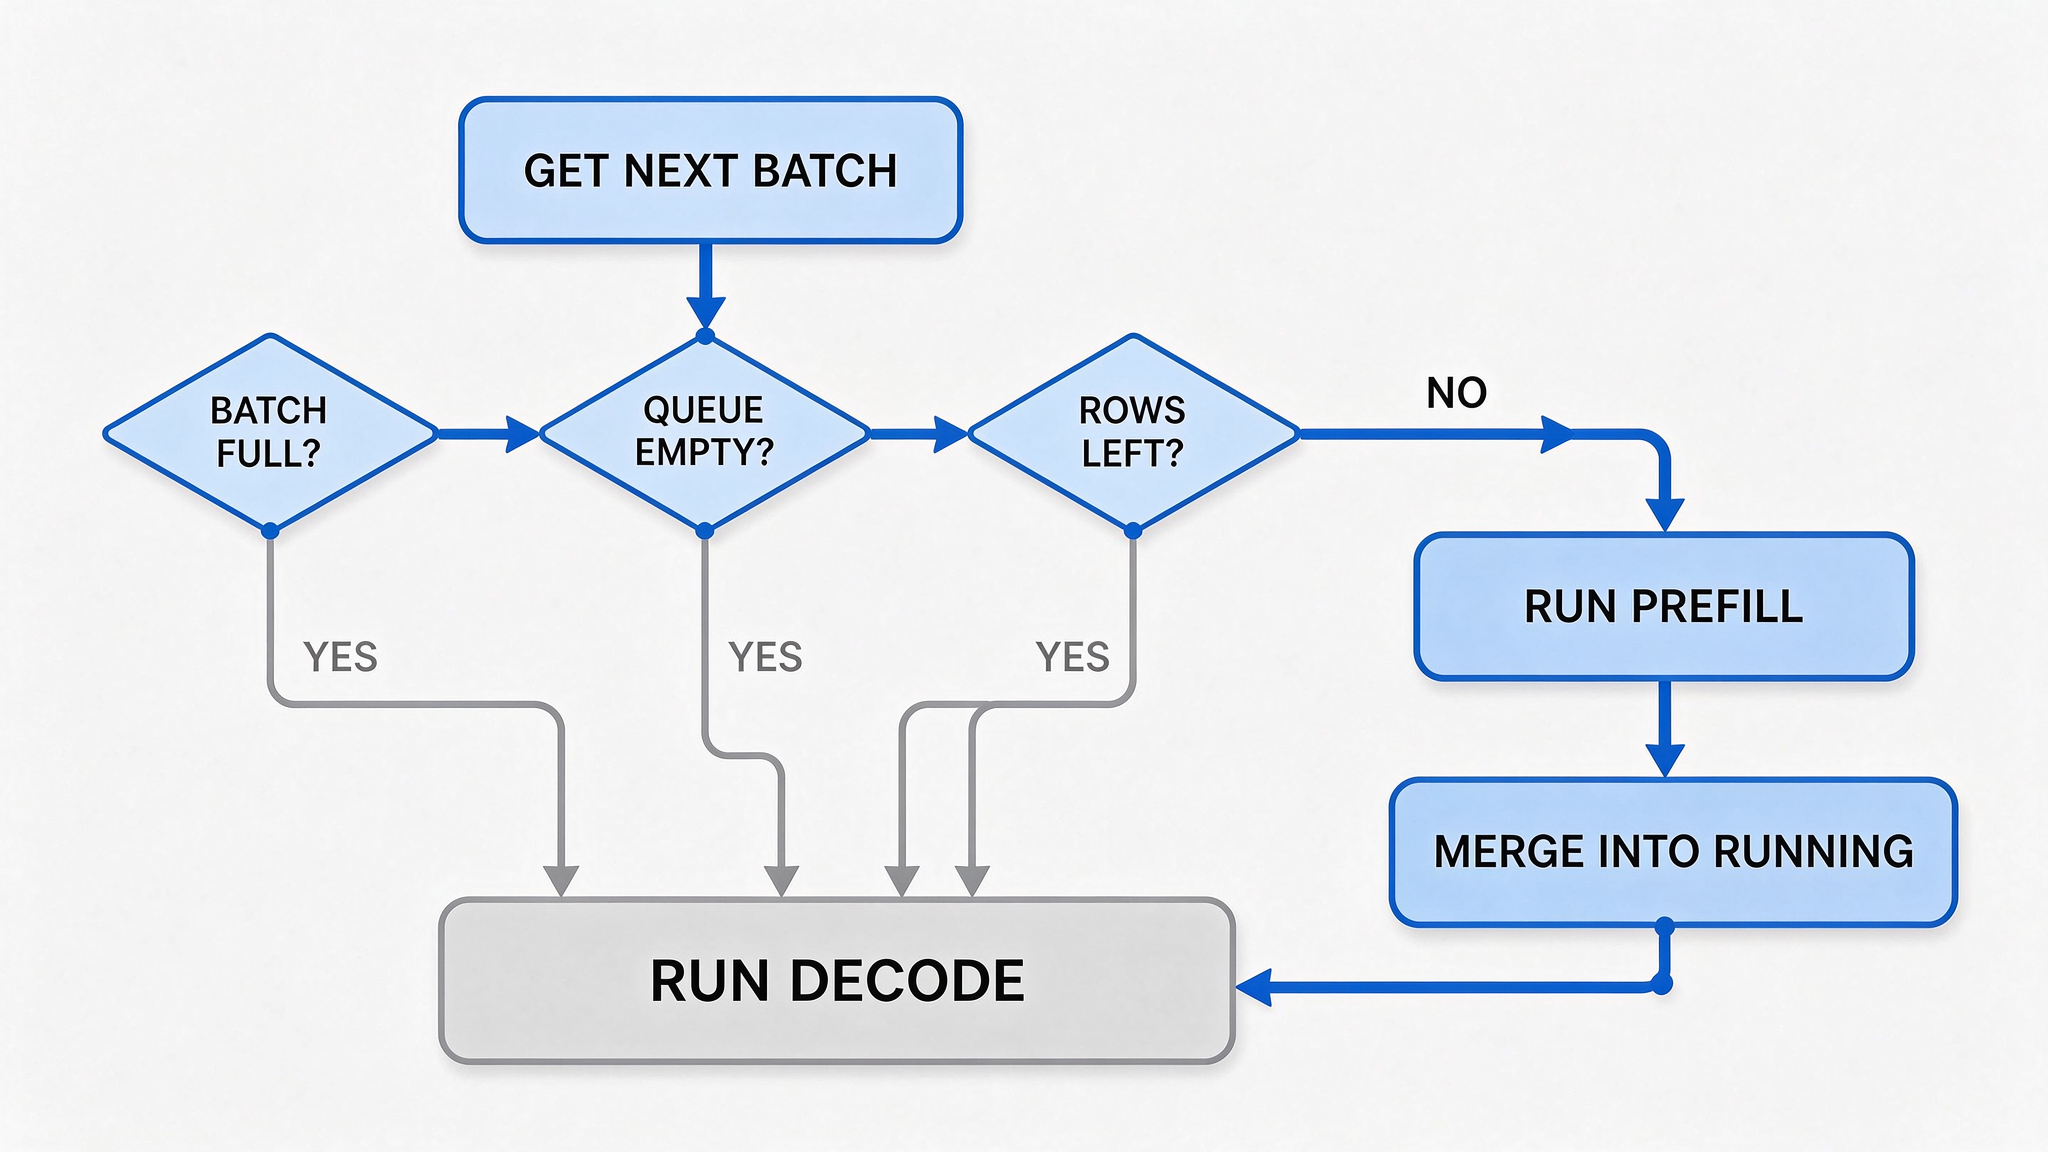 GET NEXT BATCH
BATCH
FULL?
QUEUE
EMPTY?
ROWS
LEFT?
NO
YES
YES
YES
RUN PREFILL
MERGE INTO RUNNING
RUN DECODE